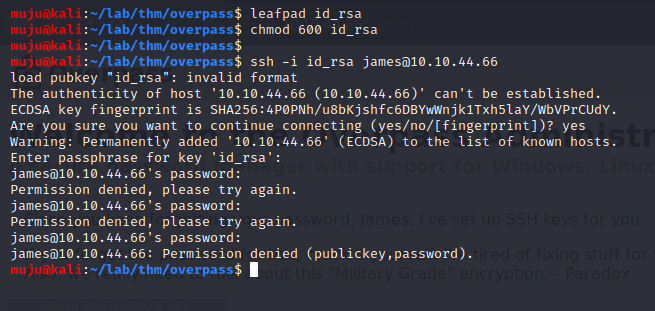 muju@kali:~/lab/thm/overpass$ leafpad id_rsa
muju@kali:~/lab/thm/overpass$ chmod 600 id_rsa
muju@kali:~/lab/thm/overpass$
muju@kali:~/lab/thm/overpass$ ssh -i id_rsa james@10.10.44.66
load pubkey "id_rsa": invalid format
The authenticity of host '10.10.44.66 (10.10.44.66)' can't be established.
ECDSA key fingerprint is SHA256:4P0PNh/u8bKjshfc6DBYwWnjk1Txh5laY/WbVPrCUdY.
Are you sure you want to continue connecting (yes/no/[fingerprint])? yes
Warning: Permanently added '10.10.44.66' (ECDSA) to the list of known hosts.
Enter passphrase for key 'id_rsa':
james@10.10.44.66's password:
Permission denied, please try again.
james@10.10.44.66's password:
Permission denied, please try again.
james@10.10.44.66's password:
james@10.10.44.66: Permission denied (publickey,password).
muju@kali:~/lab/thm/overpass$